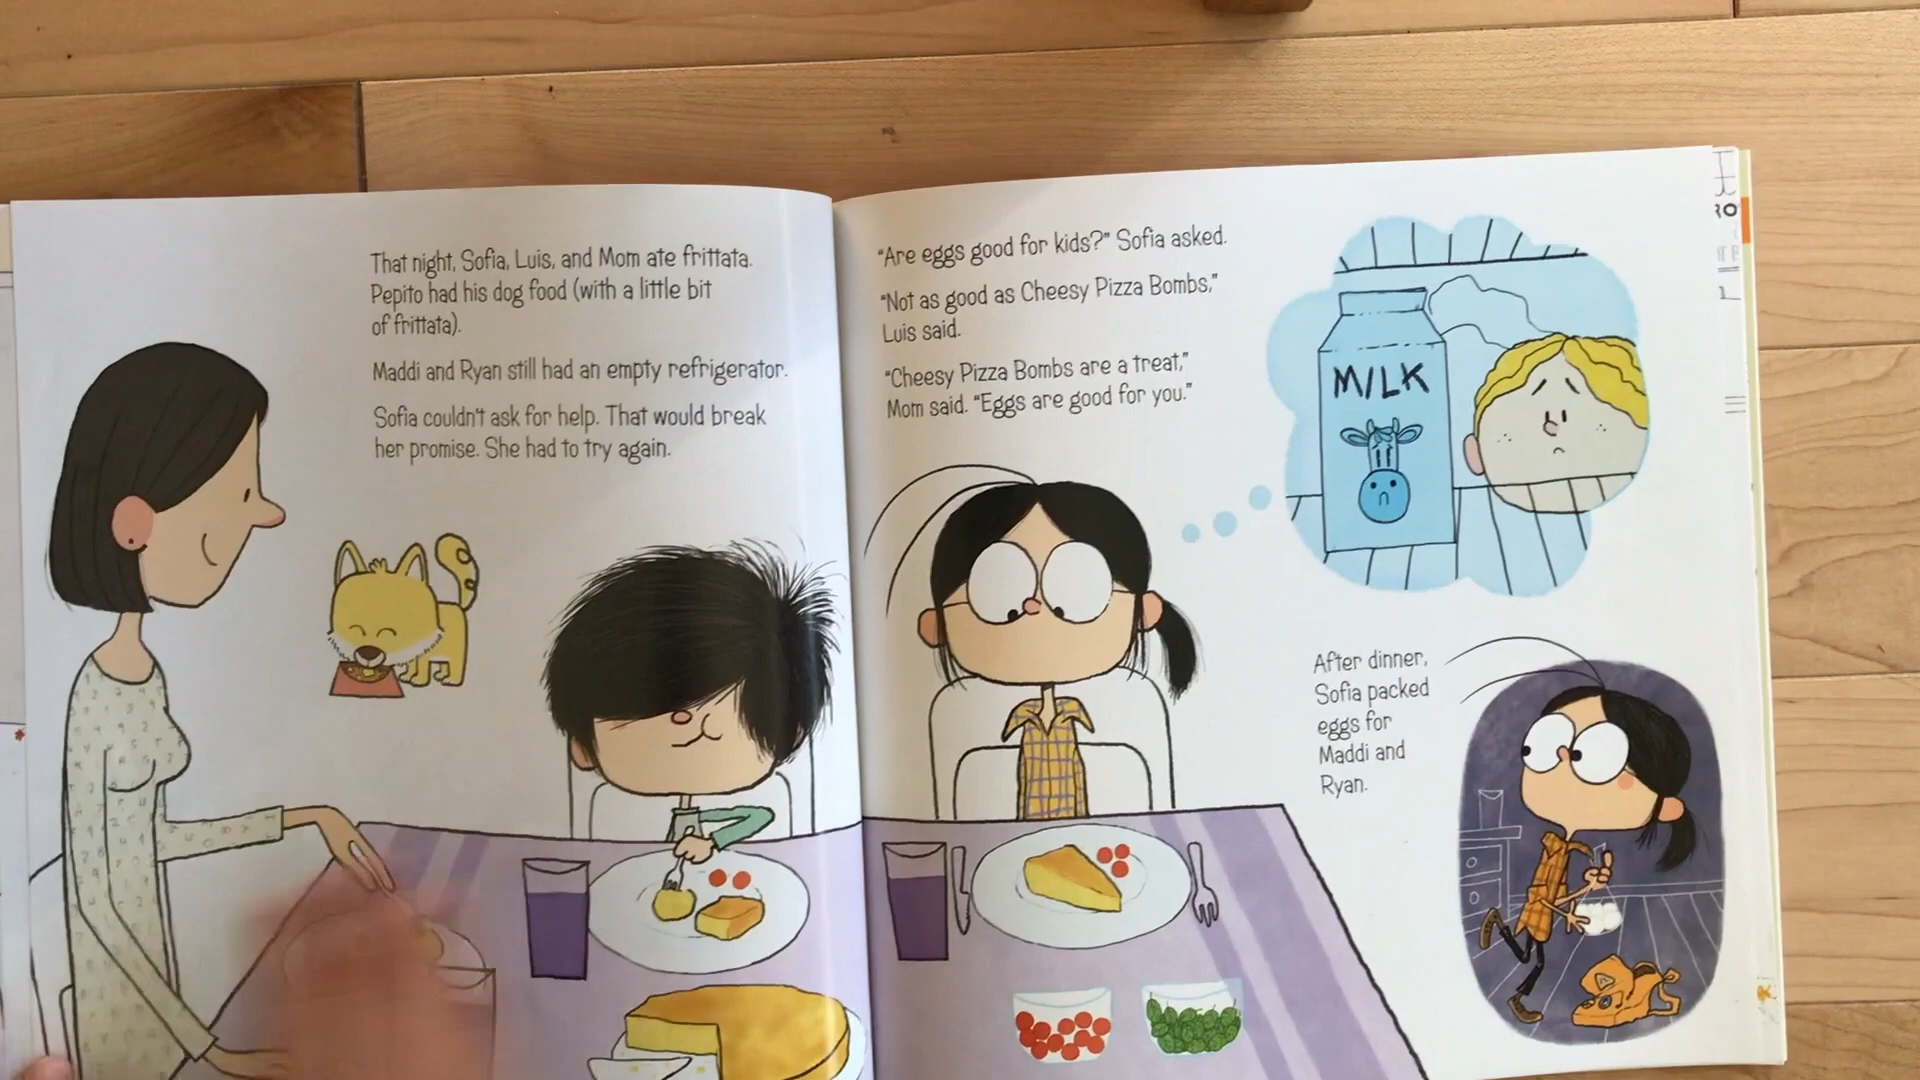 That night, Sofia, Luis, and Mom ate frittata.
Pepito had his dog food (with a little bit
of frittata).
Maddi and Ryan still had an empty refrigerator.
Sofia couldn't ask for help. That would break
her promise. She had to try again.
“Are eggs good for kids?” Sofia asked.
“Not as good as Cheesy Pizza Bombs,”
Luis said.
“Cheesy Pizza Bombs are a treat,”
Mom said. “Eggs are good for you.”
MILK
After dinner,
Sofia packed
eggs for
Maddi and
Ryan.